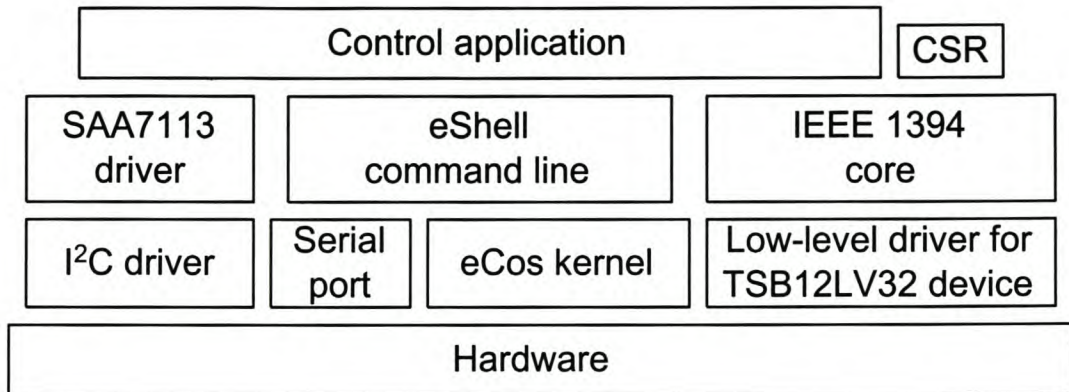 Control application
CSR
SAA7113
driver
eShell
command line
IEEE 1394
core
I²C driver
Serial
port
eCos kernel
Low-level driver for
TSB12LV32 device
Hardware